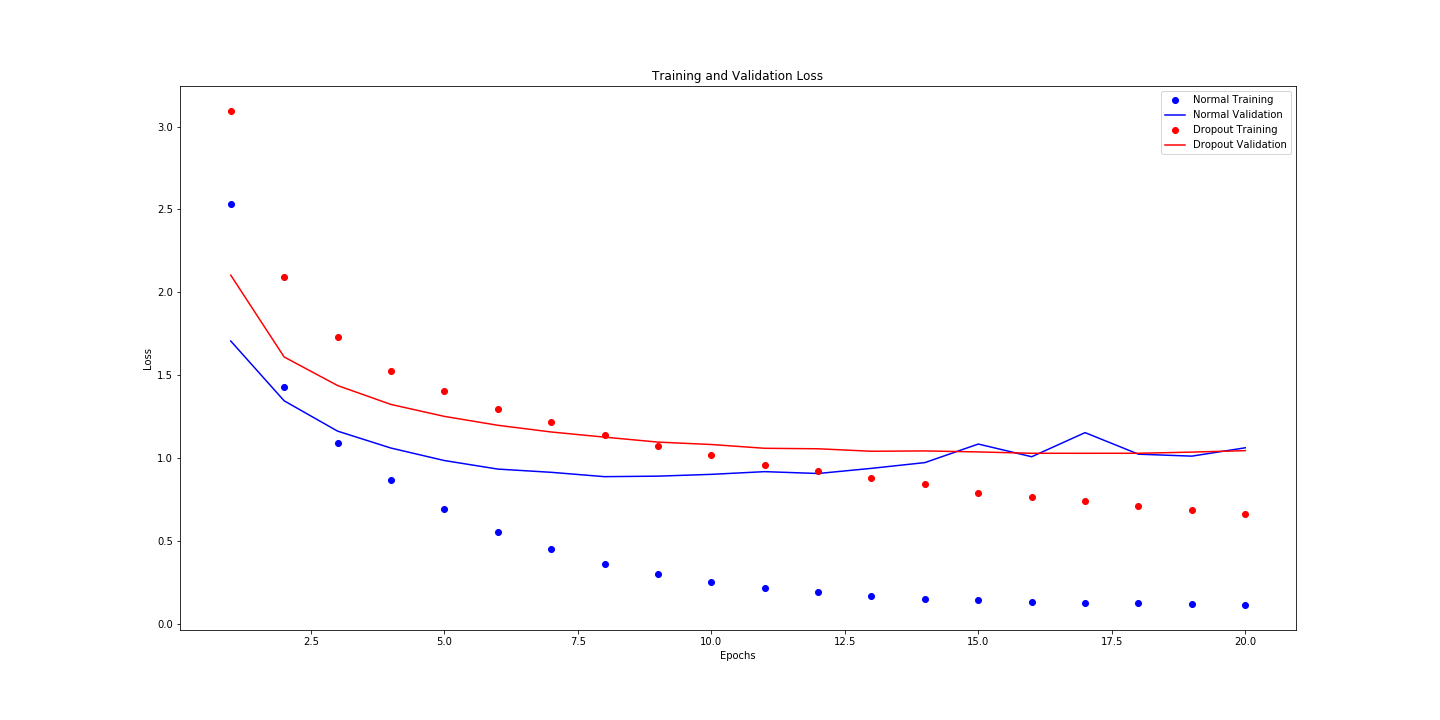 Training and Validation Loss
Normal Training
Normal Validation
Dropout Training
Dropout Validation
3.0
2.5
2.0
1.5
1.0
0.5
0.0
Loss
2.5 5.0 7.5 10.0 12.5 15.0 17.5 20.0
Epochs